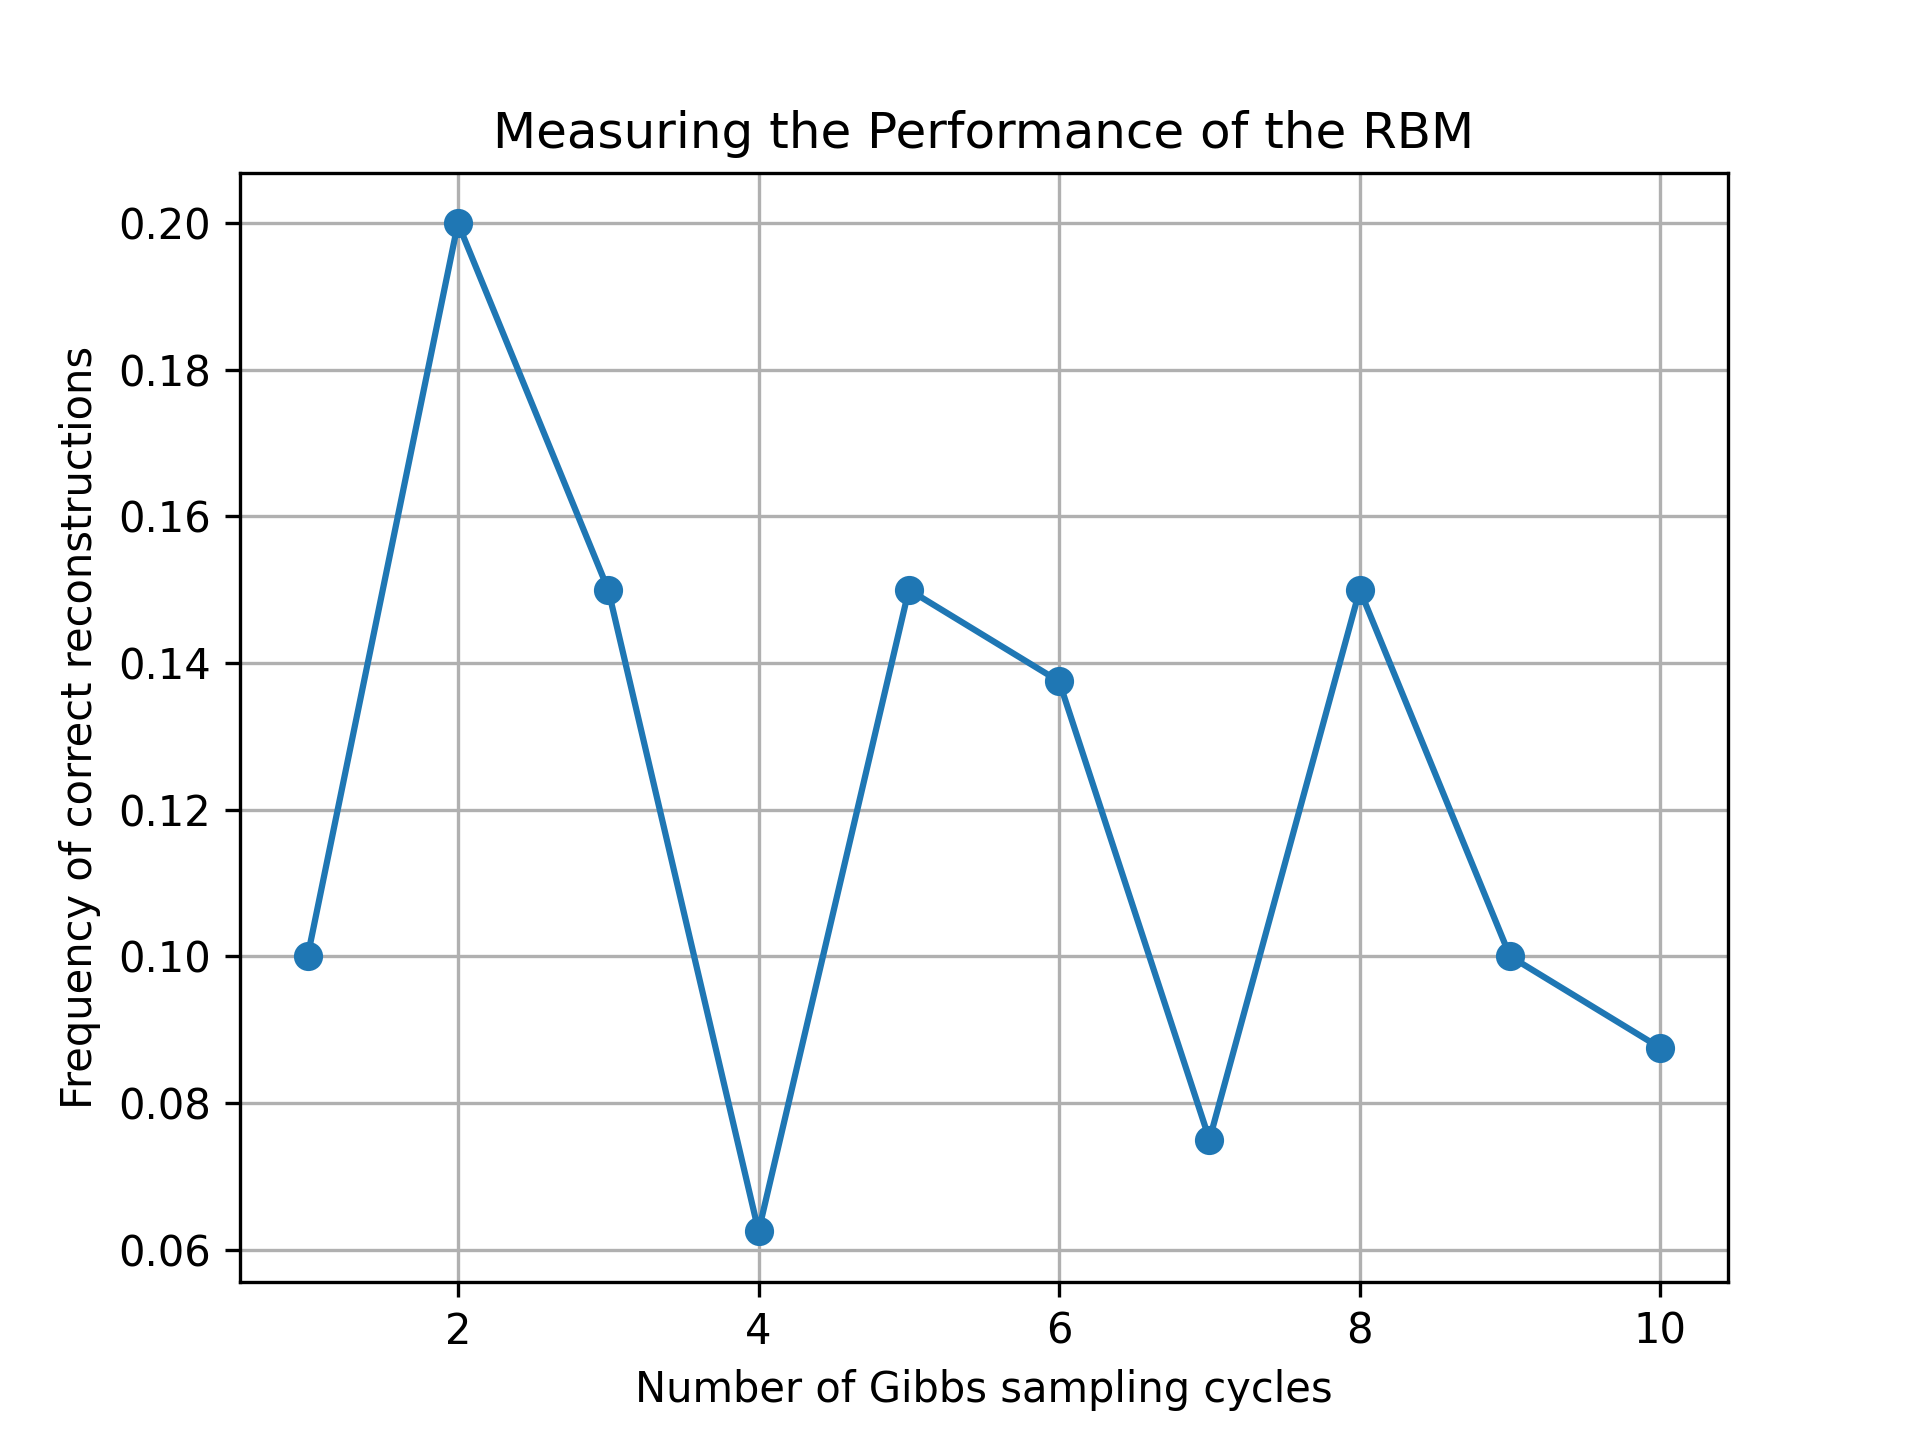 Measuring the Performance of the RBM
Frequency of correct reconstructions
0.20
0.18
0.16
0.14
0.12
0.10
0.08
0.06
2 4 6 8 10
Number of Gibbs sampling cycles